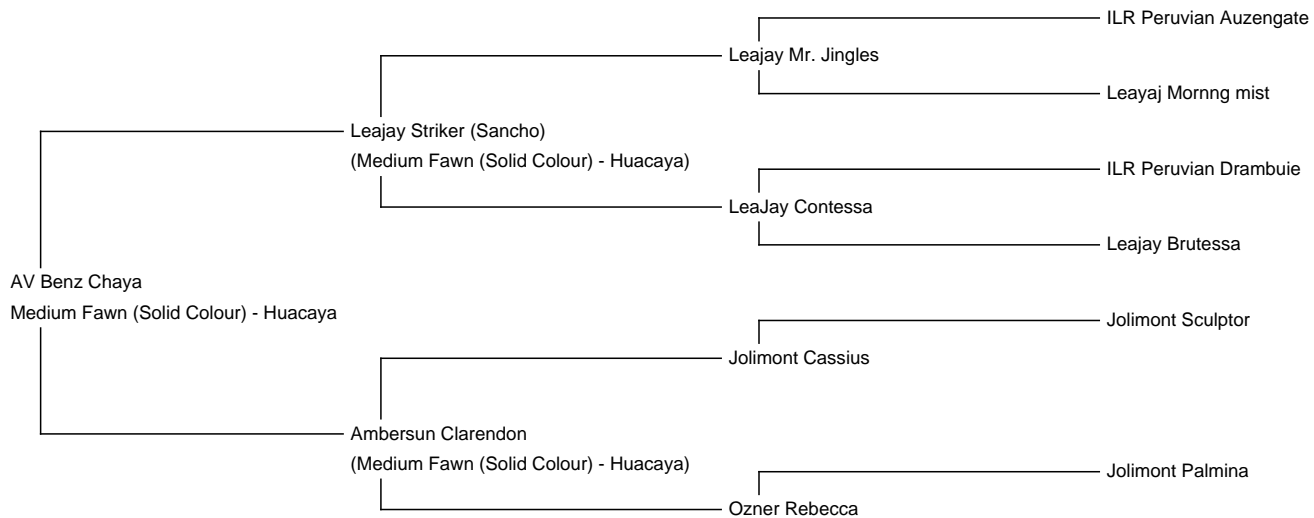 ILR Peruvian Auzengate
Leajay Mr. Jingles
Leayaj Mornng mist
Leajay Striker (Sancho)
(Medium Fawn (Solid Colour) - Huacaya)
ILR Peruvian Drambuie
LeaJay Contessa
Leajay Brutessa
AV Benz Chaya
Medium Fawn (Solid Colour) - Huacaya
Jolimont Sculptor
Jolimont Cassius
Ambersun Clarendon
(Medium Fawn (Solid Colour) - Huacaya)
Jolimont Palmina
Ozner Rebecca